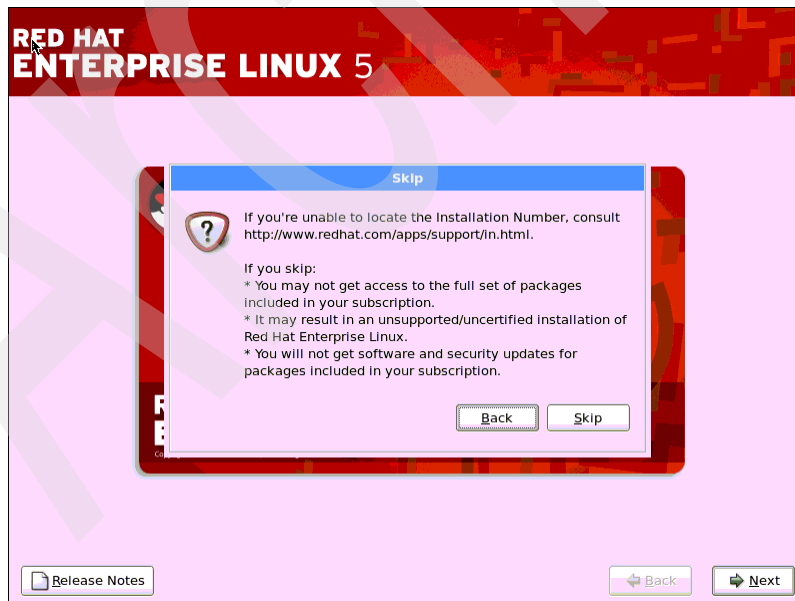 RED HAT
ENTERPRISE LINUX 5
Skip
If you're unable to locate the Installation Number, consult
http://www.redhat.com/apps/support/in.html.
If you skip:
* You may not get access to the full set of packages
included in your subscription.
* It may result in an unsupported/uncertified installation of
Red Hat Enterprise Linux.
* You will not get software and security updates for
packages included in your subscription.
Back
Skip
Release Notes
Back
Next